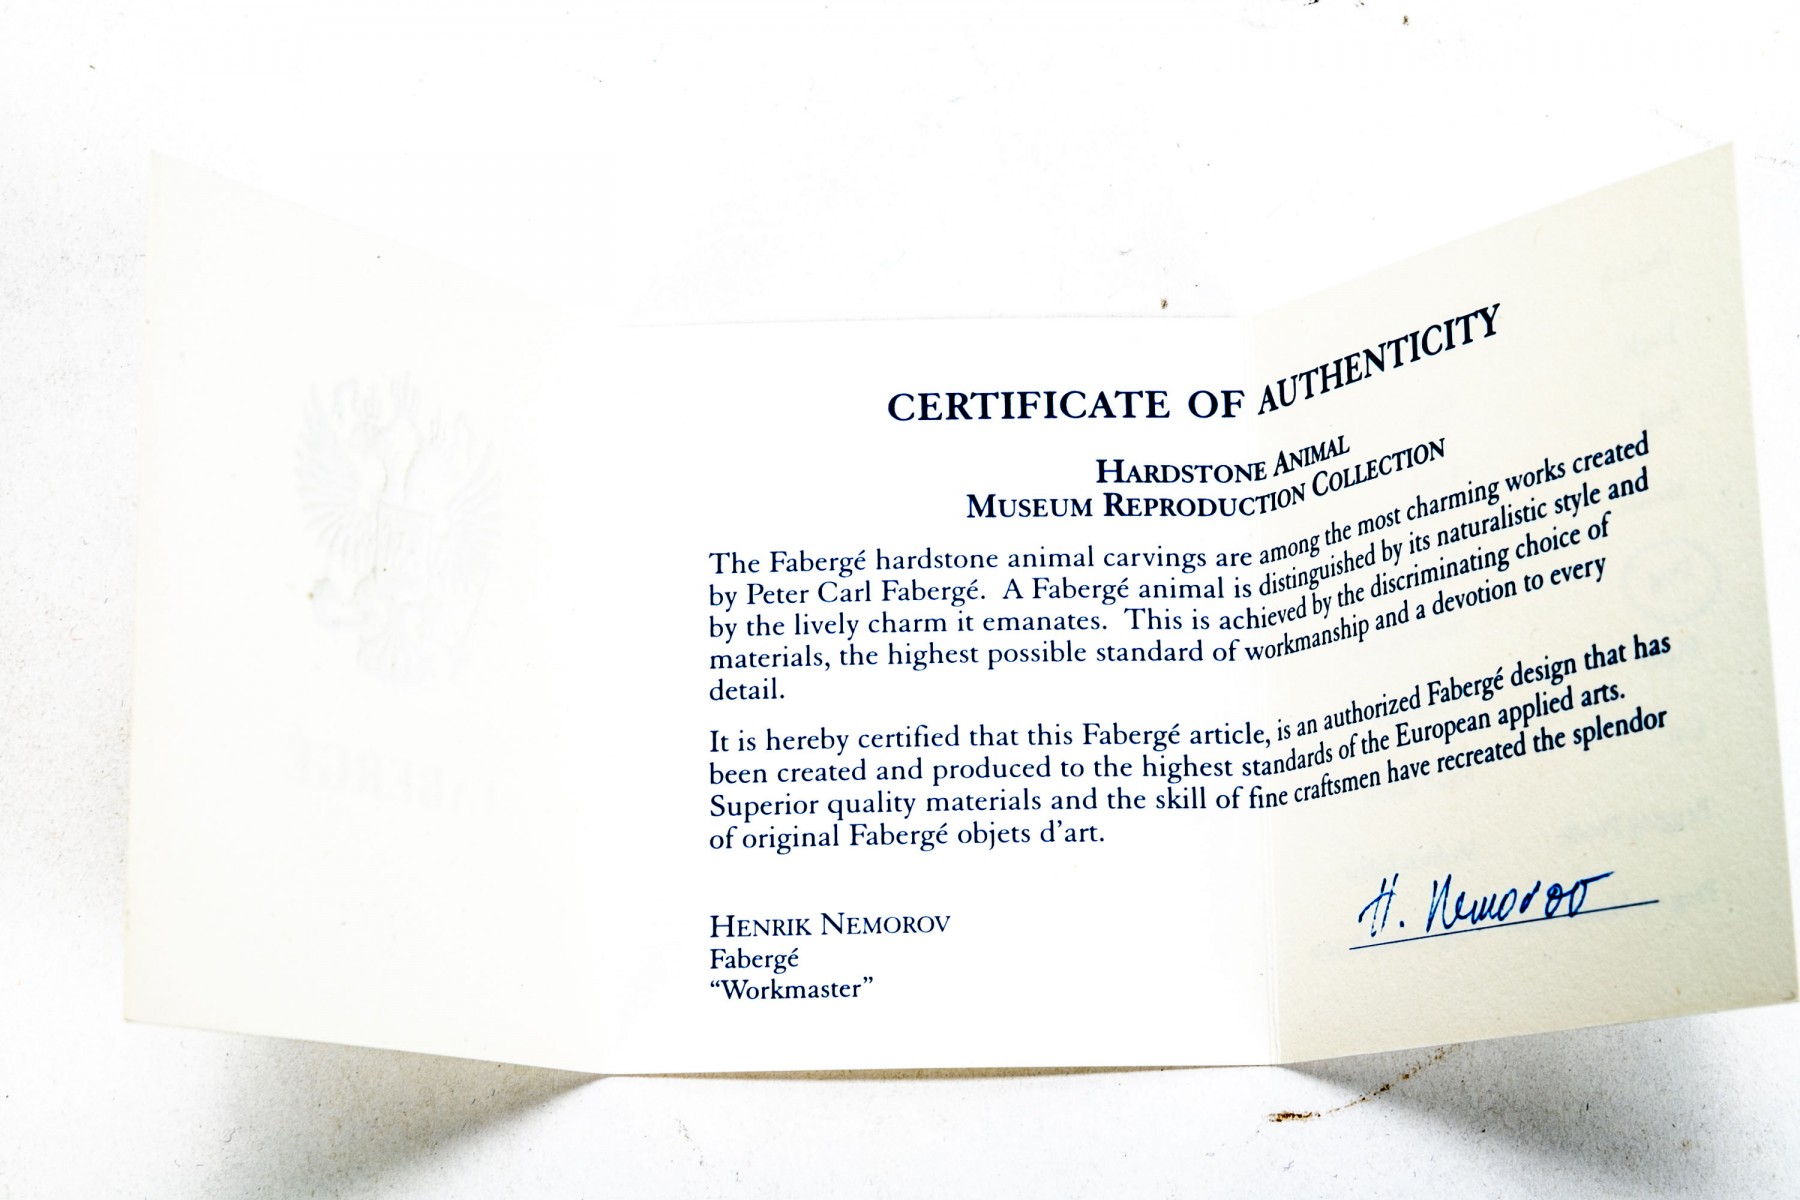 CERTIFICATE OF AUTHENTICITY
HARDSTONE ANIMAL
MUSEUM REPRODUCTION COLLECTION
The Fabergé hardstone animal carvings are among the most charming works created
by Peter Carl Fabergé. A Fabergé animal is distinguished by its naturalistic style and
by the lively charm it emanates. This is achieved by the discriminating choice of
materials, the highest possible standard of workmanship and a devotion to every
detail.
It is hereby certified that this Fabergé article, is an authorized Fabergé design that has
been created and produced to the highest standards of the European applied arts.
Superior quality materials and the skill of fine craftsmen have recreated the splendor
of original Fabergé objets d’art.
H. Nemorov
HENRIK NEMOROV
Fabergé
“Workmaster”